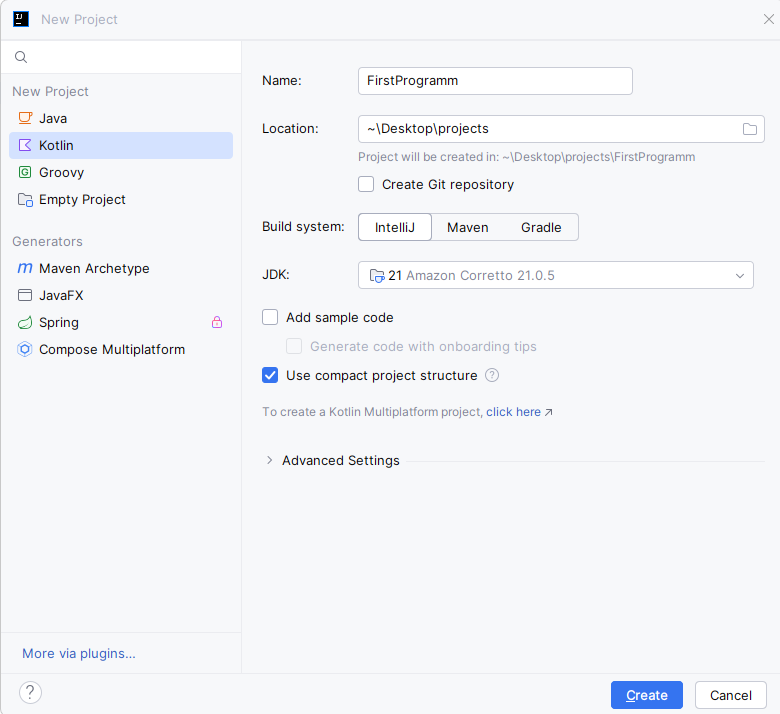 New Project
New Project
Java
Kotlin
Groovy
Empty Project
Generators
Maven Archetype
JavaFX
Spring
Compose Multiplatform
More via plugins...
Name: FirstProgramm
Location: ~\Desktop\projects
Project will be created in: ~\Desktop\projects\FirstProgramm
Create Git repository
Build system: IntelliJ Maven Gradle
JDK: 21 Amazon Corretto 21.0.5
Add sample code
Generate code with onboarding tips
Use compact project structure ?
To create a Kotlin Multiplatform project, click here ↗
Advanced Settings
? Create Cancel